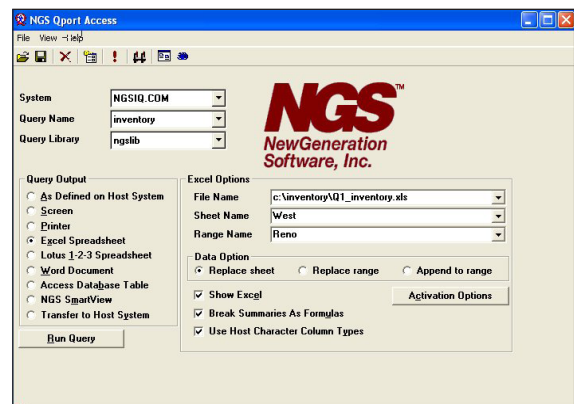 NGS Qport Access
File View Help
System NGSIQ.COM
Query Name inventory
Query Library ngslib
NGS™
NewGeneration
Software, Inc.
Query Output
As Defined on Host System
Screen
Printer
Excel Spreadsheet
Lotus 1-2-3 Spreadsheet
Word Document
Access Database Table
NGS SmartView
Transfer to Host System
Run Query
Excel Options
File Name c:\inventory\Q1_inventory.xls
Sheet Name West
Range Name Reno
Data Option
Replace sheet Replace range Append to range
Show Excel Activation Options
Break Summaries As Formulas
Use Host Character Column Types